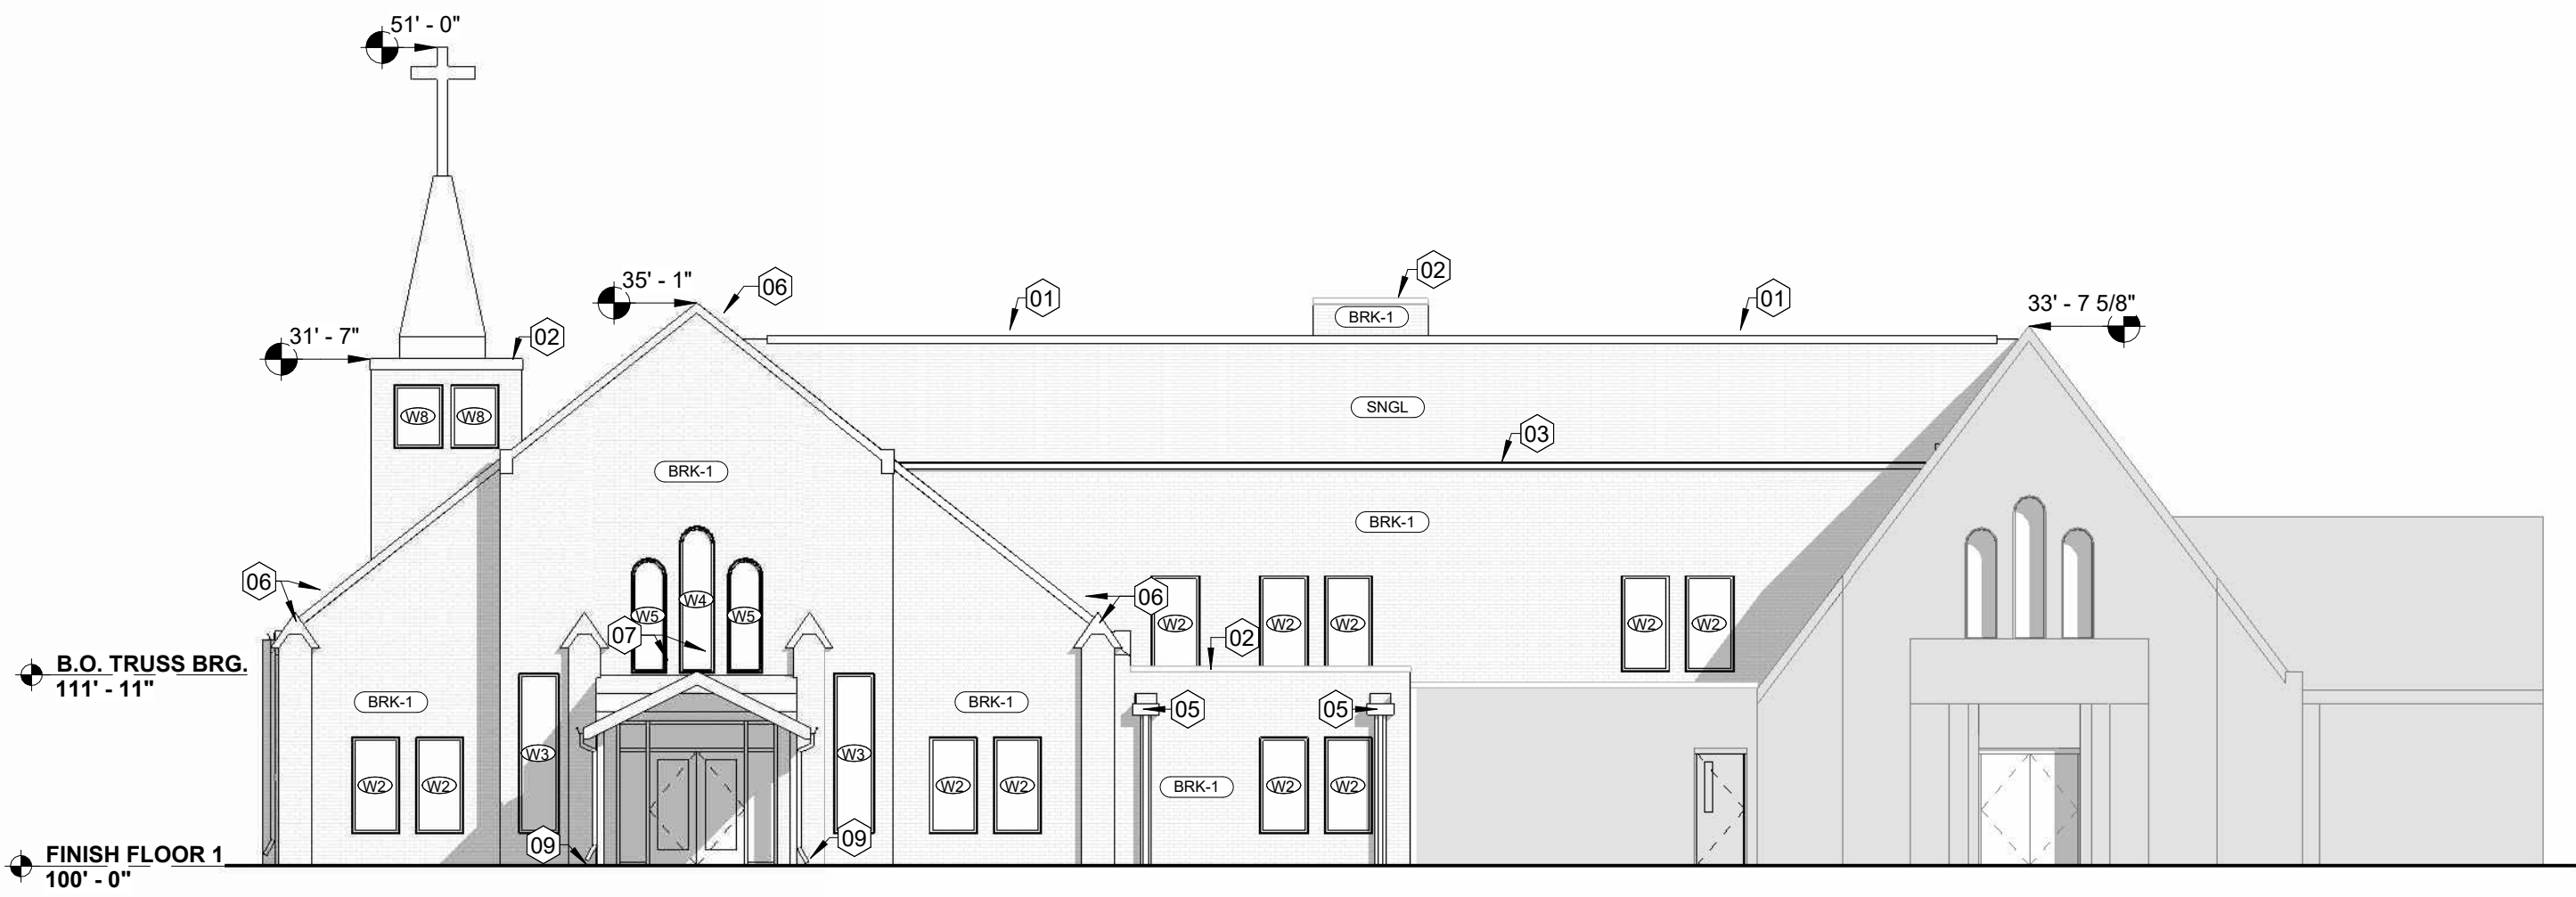 51' - 0"
02
35' - 1"
06
01
BRK-1
01
33' - 7 5/8"
31' - 7"
02
W8
W8
SNGL
03
BRK-1
BRK-1
06
W5
W4
W5
07
06
W2
W2
W2
W2
W2
02
B.O. TRUSS BRG.
111' - 11"
BRK-1
BRK-1
05
05
W3
W3
W2
W2
W2
W2
BRK-1
W2
W2
09
09
FINISH FLOOR 1
100' - 0"